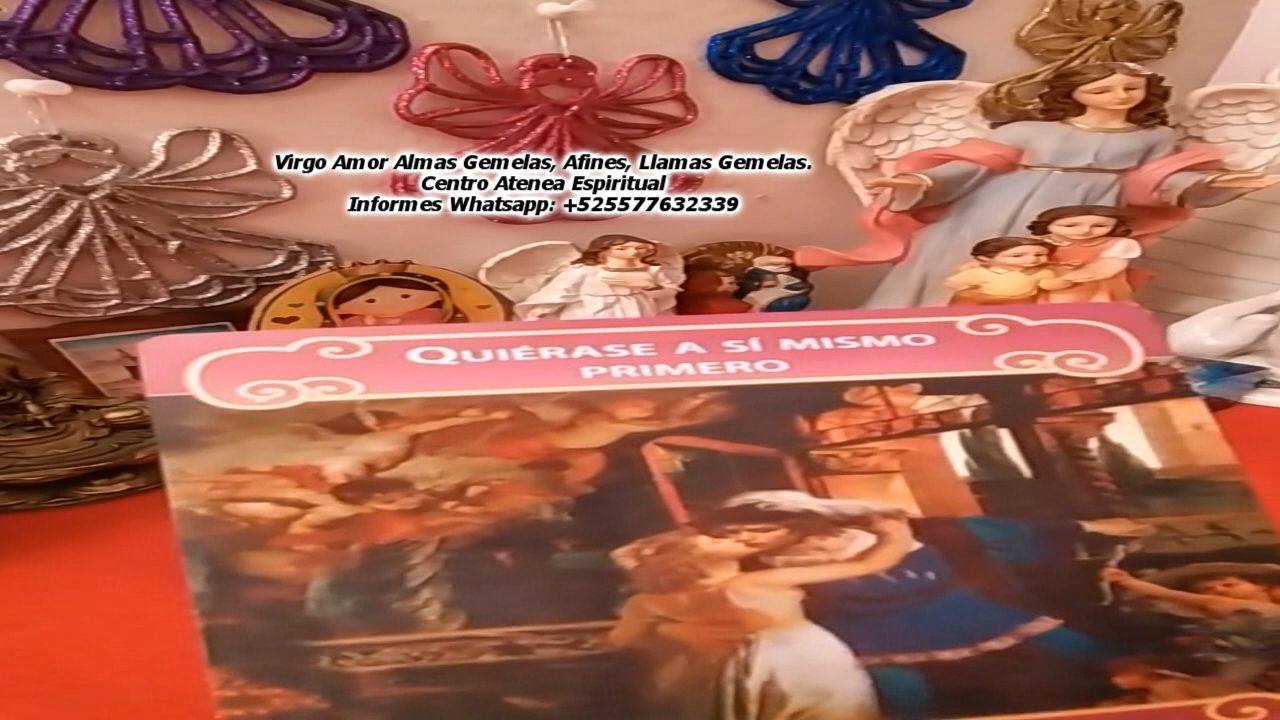 Virgo Amor Almas Gemelas, Afines, Llamas Gemelas.
Centro Atenea Espiritual
Informes Whatsapp: +525577632339
QUIÉRASE A SÍ MISMO
PRIMERO